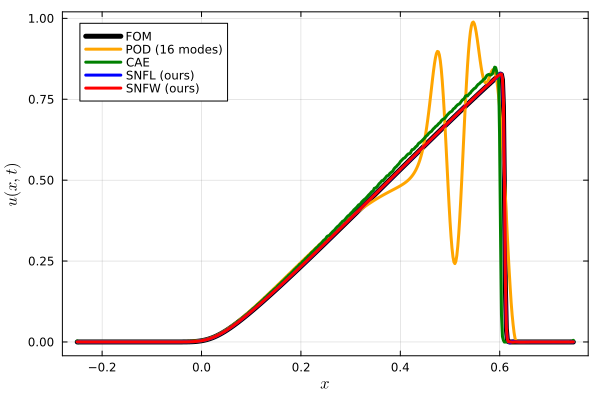 FOM
POD (16 modes)
CAE
SNFL (ours)
SNFW (ours)
1.00
0.75
0.50
0.25
0.00
u(x, t)
−0.2
0.0
0.2
0.4
0.6
x